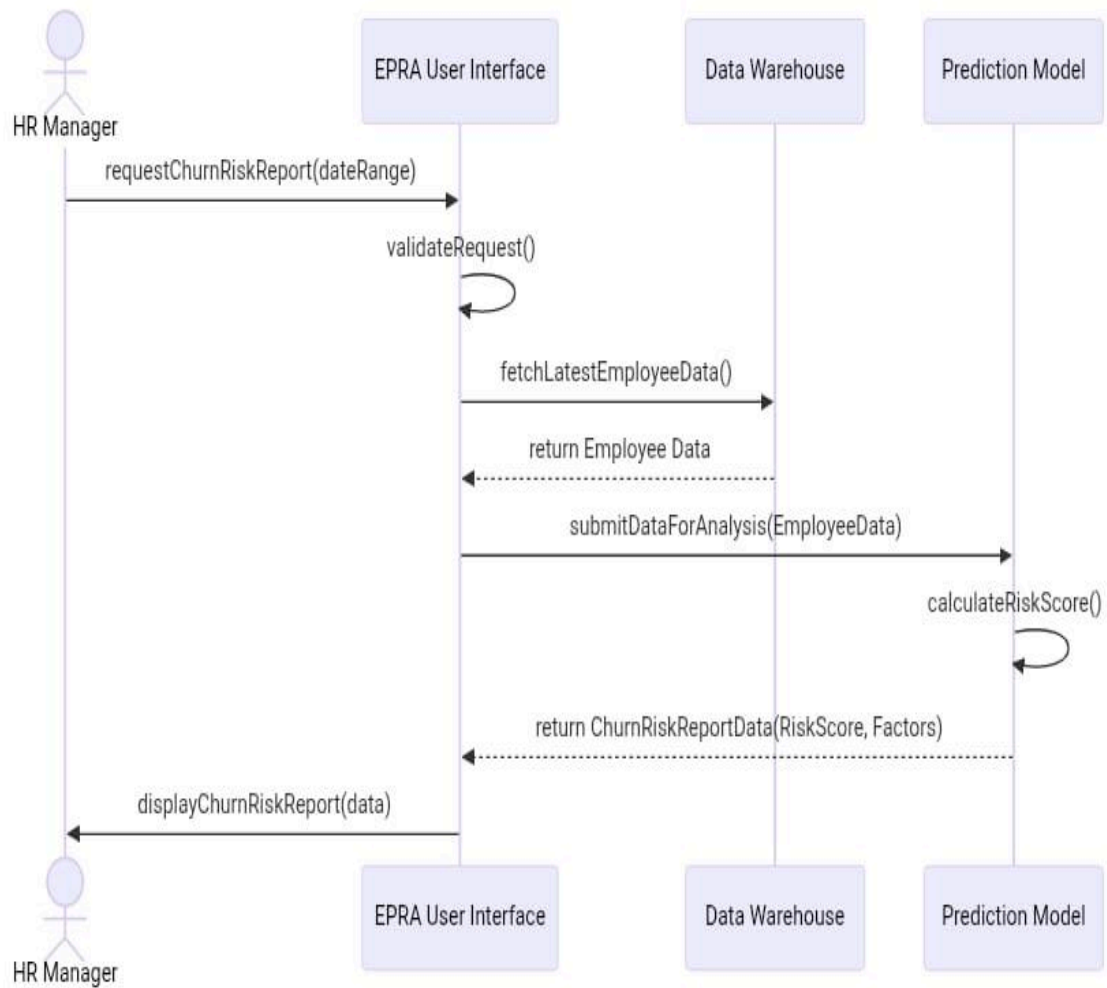 EPRA User Interface
Data Warehouse
Prediction Model
HR Manager
requestChurnRiskReport(dateRange)
validateRequest()
fetchLatestEmployeeData()
return Employee Data
submitDataForAnalysis(EmployeeData)
calculateRiskScore()
return ChurnRiskReportData(RiskScore, Factors)
displayChurnRiskReport(data)
EPRA User Interface
Data Warehouse
Prediction Model
HR Manager